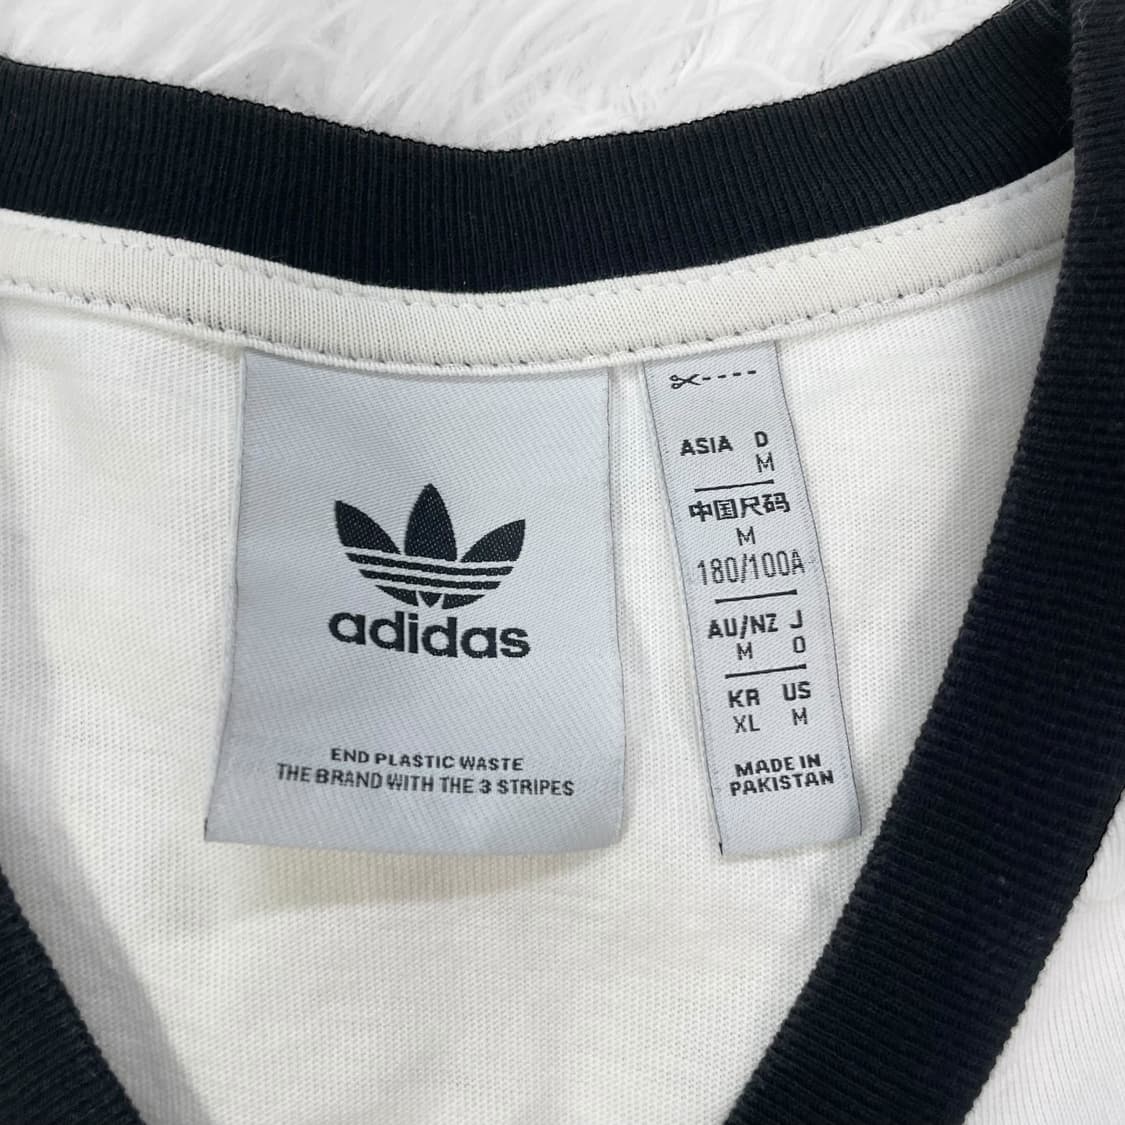 adidas
END PLASTIC WASTE
THE BRAND WITH THE 3 STRIPES
ASIA D
M
中国尺码
M
180/100A
AU/NZ J
M O
KR US
XL M
MADE IN
PAKISTAN